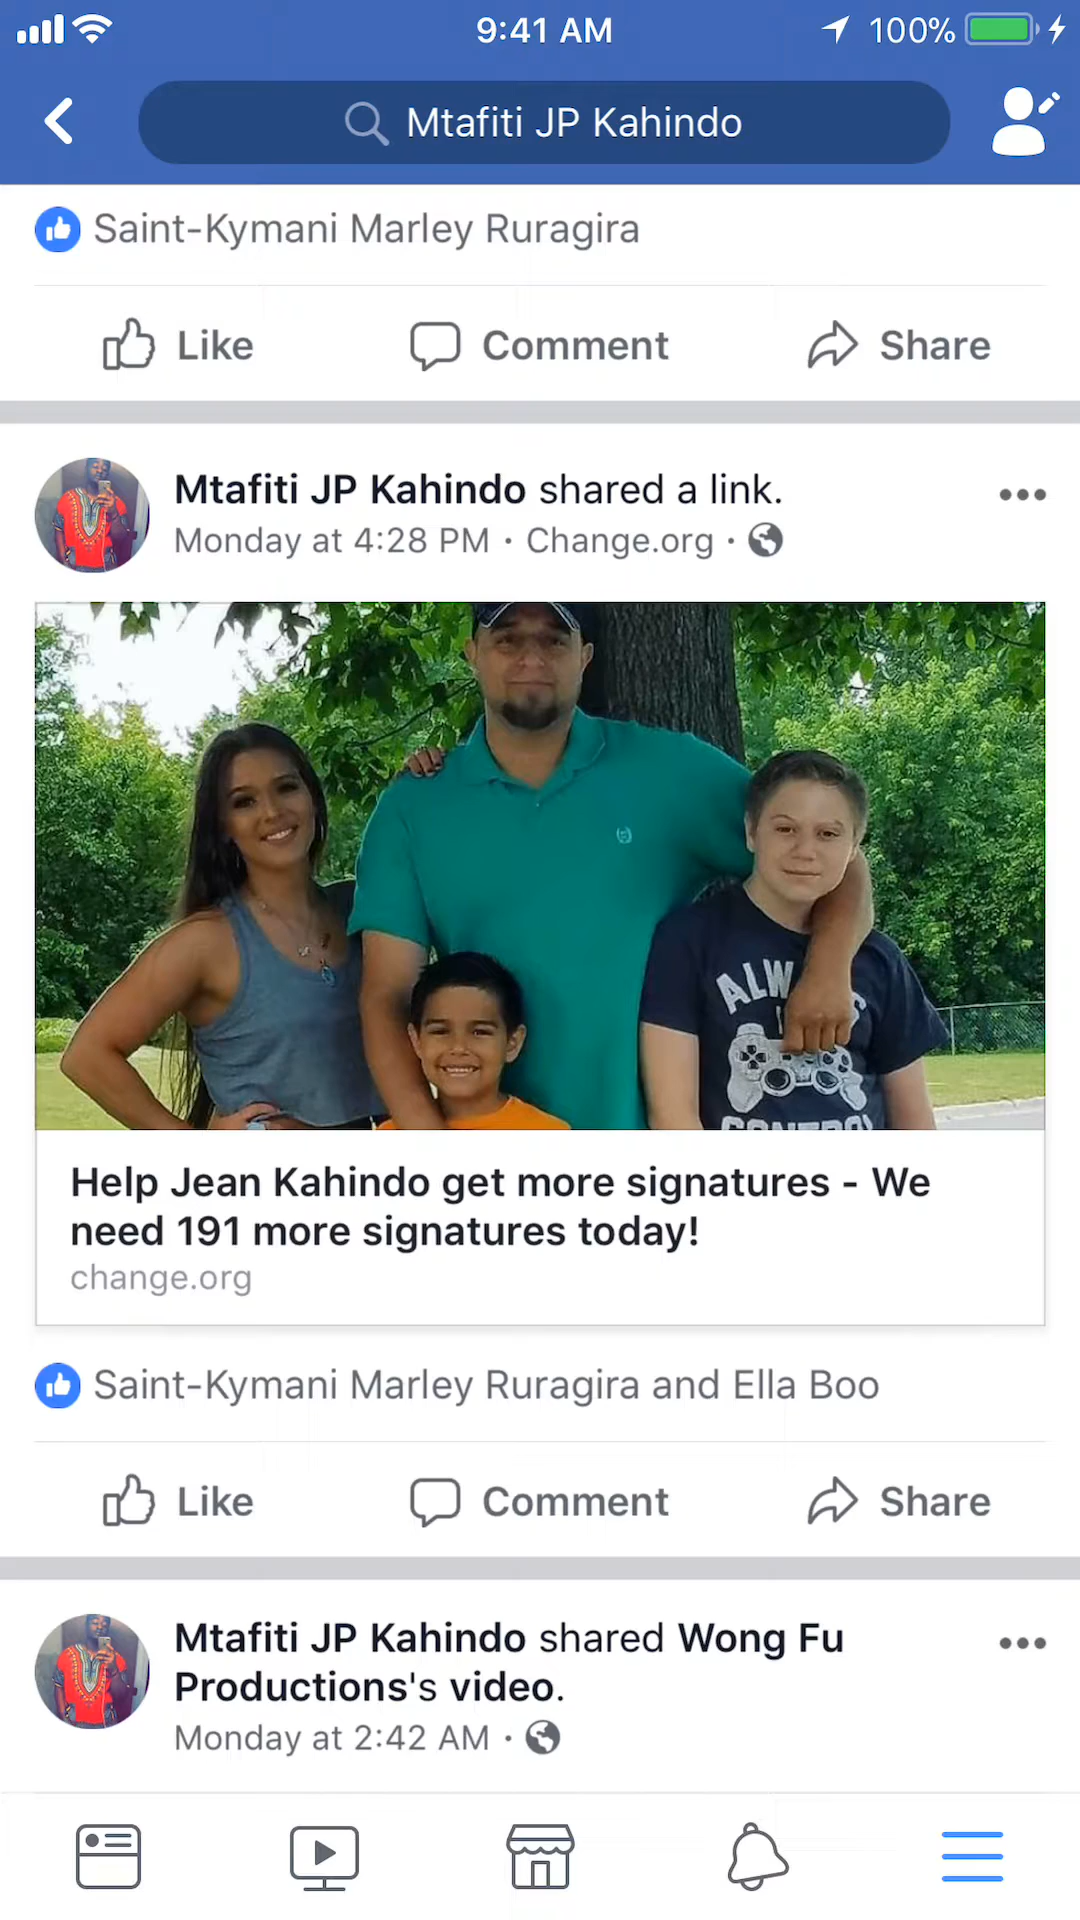 9:41 AM
100%
Mtafiti JP Kahindo
Saint-Kymani Marley Ruragira
Like
Comment
Share
Mtafiti JP Kahindo shared a link.
Monday at 4:28 PM · Change.org ·
ALW
S
CONTROL
Help Jean Kahindo get more signatures - We
need 191 more signatures today!
change.org
Saint-Kymani Marley Ruragira and Ella Boo
Like
Comment
Share
Mtafiti JP Kahindo shared Wong Fu
Productions's video.
Monday at 2:42 AM ·